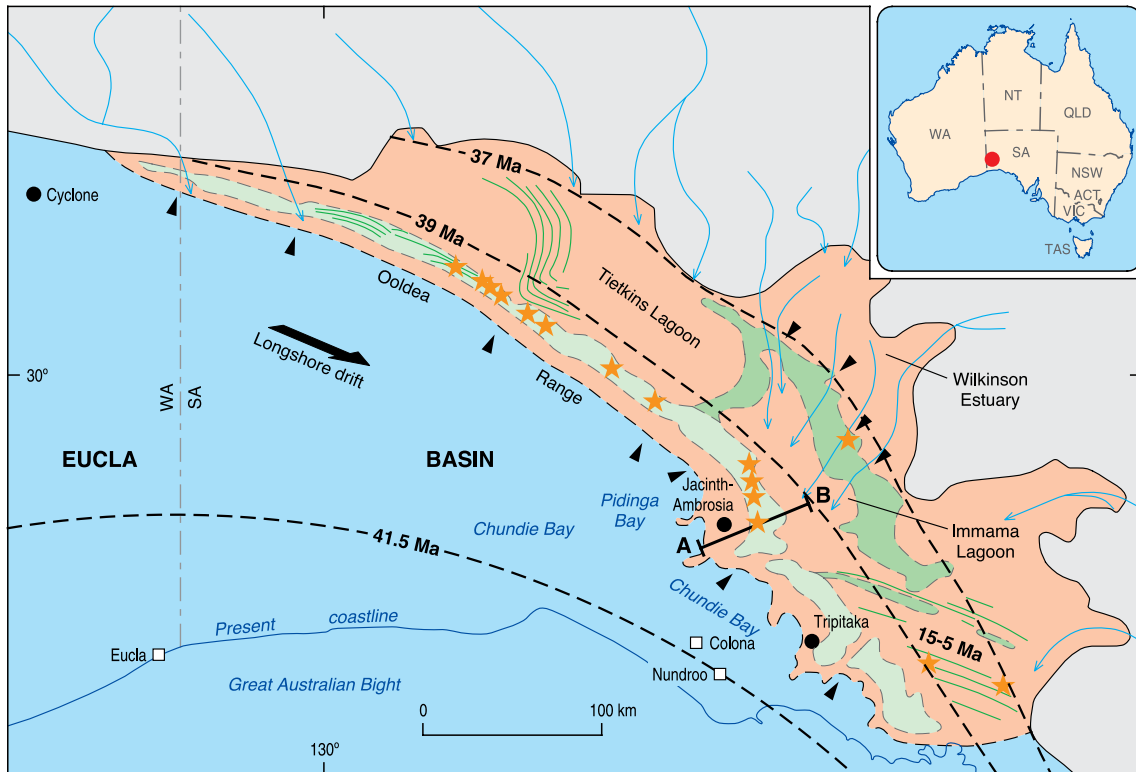 37 Ma
Cyclone
39 Ma
Ooldea
Tietkins Lagoon
Longshore drift
Range
30º
WA
SA
Wilkinson
Estuary
EUCLA
BASIN
Jacinth-
Ambrosia
B
Pidinga
Bay
Chundie Bay
A
Immama
Lagoon
41.5 Ma
Chundie Bay
Tripitaka
15-5 Ma
Present
coastline
Eucla
Colona
Nundroo
Great Australian Bight
0
100 km
130º
WA
NT
QLD
SA
NSW
ACT
VIC
TAS